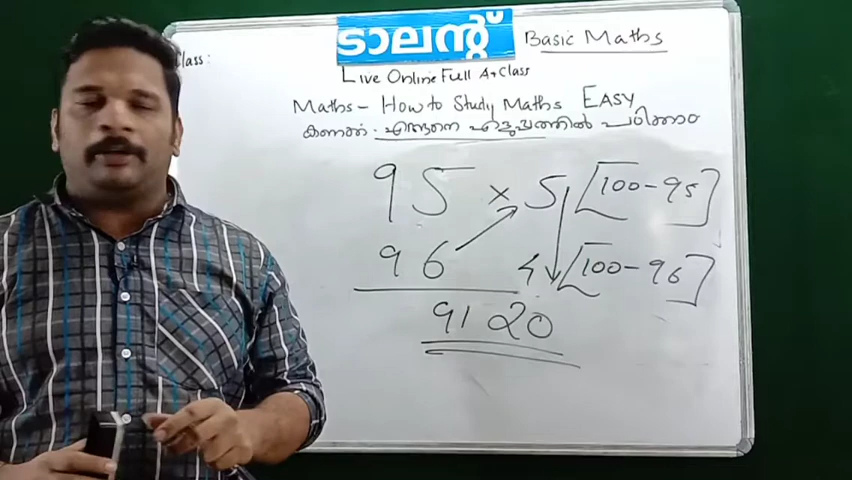 Class:
ടാലന്റ്
Basic Maths
Live Online Full A+ Class
Maths - How to Study Maths EASY
കണക്ക്. എങ്ങനെ എളുപ്പത്തിൽ പഠിക്കാം
95 × 5 [100-95]
96 4 [100-96]
9120